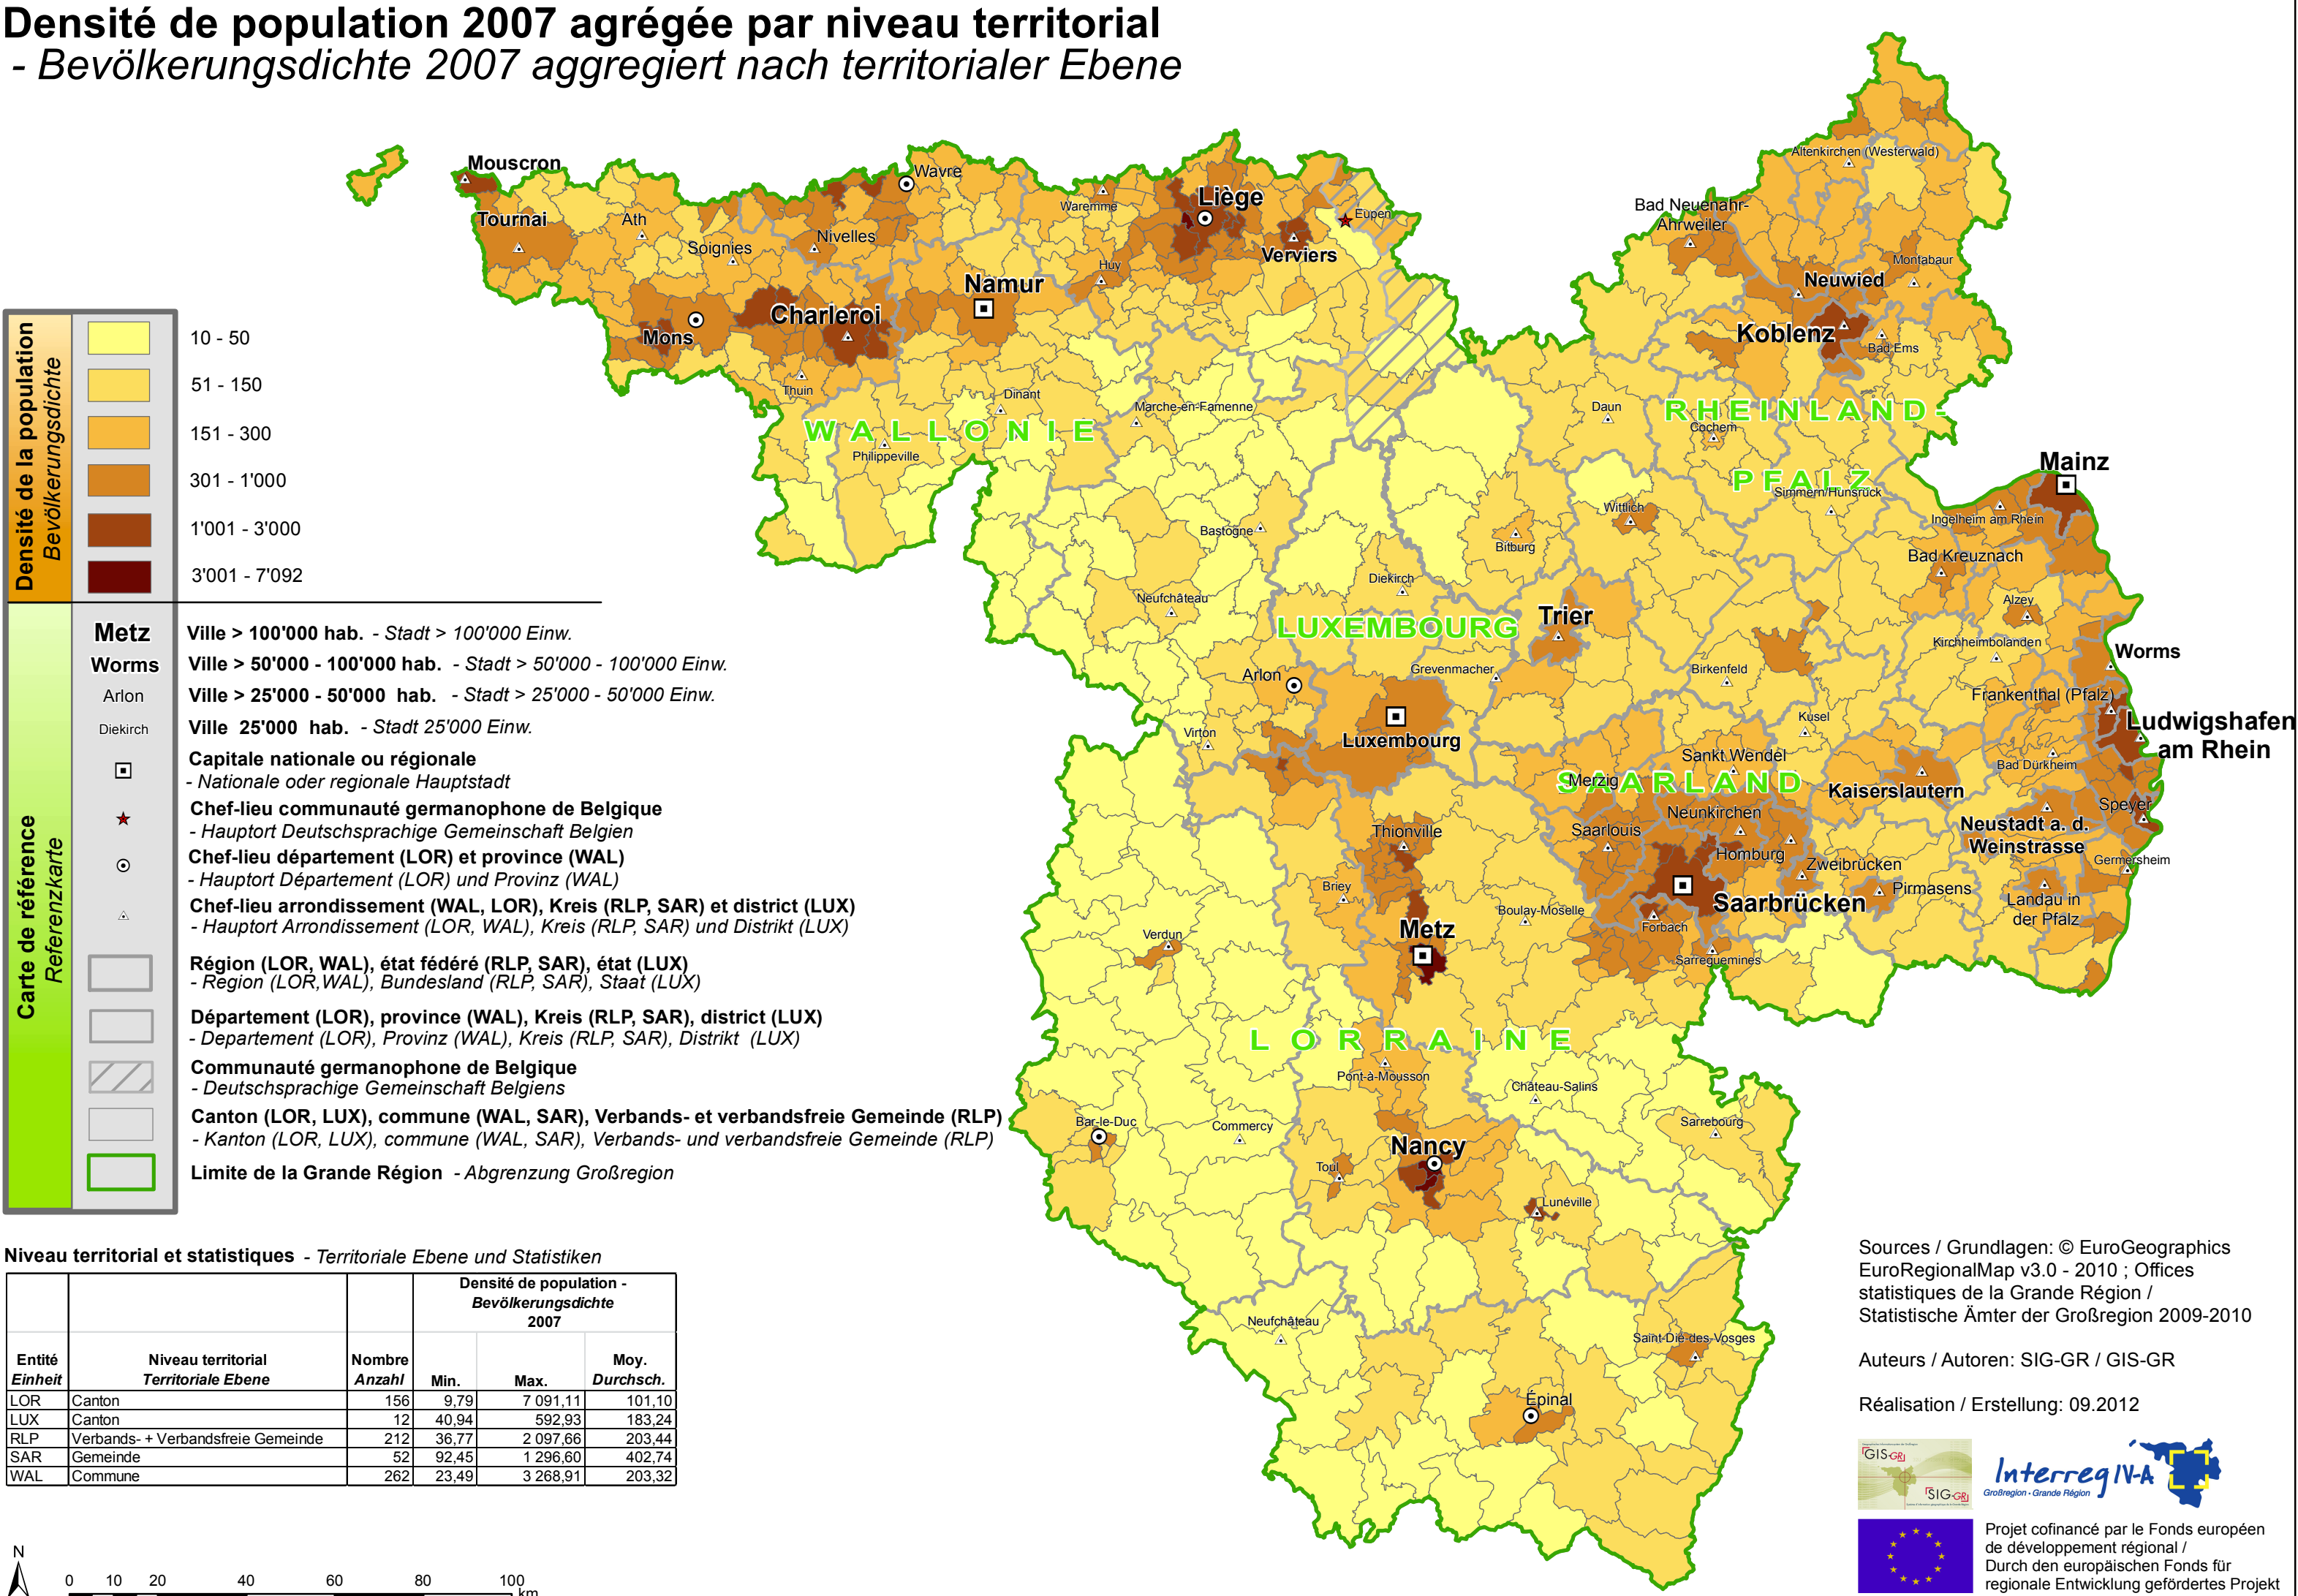 Densité de population 2007 agrégée par niveau territorial
- Bevölkerungsdichte 2007 aggregiert nach territorialer Ebene
Densité de la population
Bevölkerungsdichte
10 - 50
51 - 150
151 - 300
301 - 1'000
1'001 - 3'000
3'001 - 7'092
Carte de référence
Referenzkarte
Metz Ville > 100'000 hab. - Stadt > 100'000 Einw.
Worms Ville > 50'000 - 100'000 hab. - Stadt > 50'000 - 100'000 Einw.
Arlon Ville > 25'000 - 50'000 hab. - Stadt > 25'000 - 50'000 Einw.
Diekirch Ville 25'000 hab. - Stadt 25'000 Einw.
Capitale nationale ou régionale
- Nationale oder regionale Hauptstadt
Chef-lieu communauté germanophone de Belgique
- Hauptort Deutschsprachige Gemeinschaft Belgien
Chef-lieu département (LOR) et province (WAL)
- Hauptort Département (LOR) und Provinz (WAL)
Chef-lieu arrondissement (WAL, LOR), Kreis (RLP, SAR) et district (LUX)
- Hauptort Arrondissement (LOR, WAL), Kreis (RLP, SAR) und Distrikt (LUX)
Région (LOR, WAL), état fédéré (RLP, SAR), état (LUX)
- Region (LOR,WAL), Bundesland (RLP, SAR), Staat (LUX)
Département (LOR), province (WAL), Kreis (RLP, SAR), district (LUX)
- Departement (LOR), Provinz (WAL), Kreis (RLP, SAR), Distrikt (LUX)
Communauté germanophone de Belgique
- Deutschsprachige Gemeinschaft Belgiens
Canton (LOR, LUX), commune (WAL, SAR), Verbands- et verbandsfreie Gemeinde (RLP)
- Kanton (LOR, LUX), commune (WAL, SAR), Verbands- und verbandsfreie Gemeinde (RLP)
Limite de la Grande Région - Abgrenzung Großregion
Niveau territorial et statistiques - Territoriale Ebene und Statistiken
Densité de population -
Bevölkerungsdichte
2007
Entité Niveau territorial Nombre Moy.
Einheit Territoriale Ebene Anzahl Min. Max. Durchsch.
LOR Canton 156 9,79 7 091,11 101,10
LUX Canton 12 40,94 592,93 183,24
RLP Verbands- + Verbandsfreie Gemeinde 212 36,77 2 097,66 203,44
SAR Gemeinde 52 92,45 1 296,60 402,74
WAL Commune 262 23,49 3 268,91 203,32
N
0 10 20 40 60 80 100
km
Mouscron
Tournai
Ath
Soignies
Nivelles
Wavre
Mons
Charleroi
Thuin
Namur
Waremme
Huy
Liège
Verviers
Eupen
Dinant
Philippeville
WALLONIE
Marche-en-Famenne
Bastogne
Neufchâteau
Arlon
Virton
Altenkirchen (Westerwald)
Bad Neuenahr-
Ahrweiler
Neuwied
Montabaur
Koblenz
Bad Ems
Daun
RHEINLAND-
Cochem
PFALZ
Simmern/Hunsrück
Wittlich
Bitburg
Mainz
Ingelheim am Rhein
Bad Kreuznach
Alzey
Kirchheimbolanden
Worms
Trier
Birkenfeld
Frankenthal (Pfalz)
Ludwigshafen
am Rhein
Kusel
Bad Dürkheim
Kaiserslautern
Speyer
Neustadt a. d.
Weinstrasse
Germersheim
Landau in
der Pfalz
Zweibrücken
Pirmasens
Diekirch
LUXEMBOURG
Grevenmacher
Luxembourg
Sankt Wendel
Merzig
SAARLAND
Neunkirchen
Saarlouis
Homburg
Saarbrücken
Thionville
Briey
Boulay-Moselle
Forbach
Sarreguemines
Metz
Verdun
LORRAINE
Pont-à-Mousson
Château-Salins
Sarrebourg
Bar-le-Duc
Commercy
Nancy
Toul
Lunéville
Neufchâteau
Saint-Dié-des-Vosges
Épinal
Sources / Grundlagen: © EuroGeographics
EuroRegionalMap v3.0 - 2010 ; Offices
statistiques de la Grande Région /
Statistische Ämter der Großregion 2009-2010
Auteurs / Autoren: SIG-GR / GIS-GR
Réalisation / Erstellung: 09.2012
GIS-GR
SIG-GR
Interreg IV-A
Großregion - Grande Région
Projet cofinancé par le Fonds européen
de développement régional /
Durch den europäischen Fonds für
regionale Entwicklung gefördertes Projekt